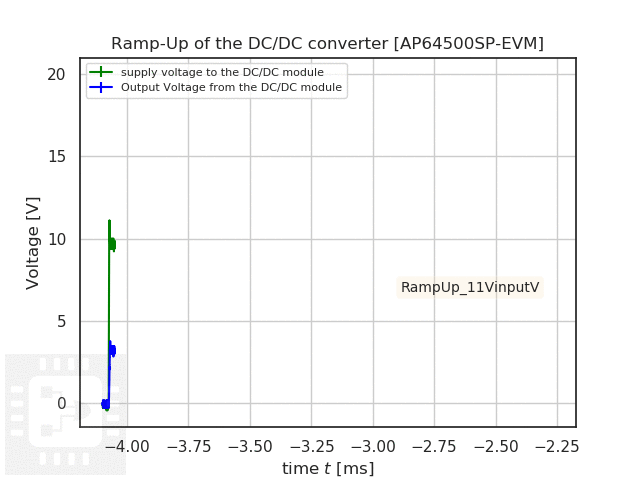 Ramp-Up of the DC/DC converter [AP64500SP-EVM]
supply voltage to the DC/DC module
Output Voltage from the DC/DC module
Voltage [V]
20
15
10
5
0
RampUp_11VinputV
−4.00 −3.75 −3.50 −3.25 −3.00 −2.75 −2.50 −2.25
time t [ms]